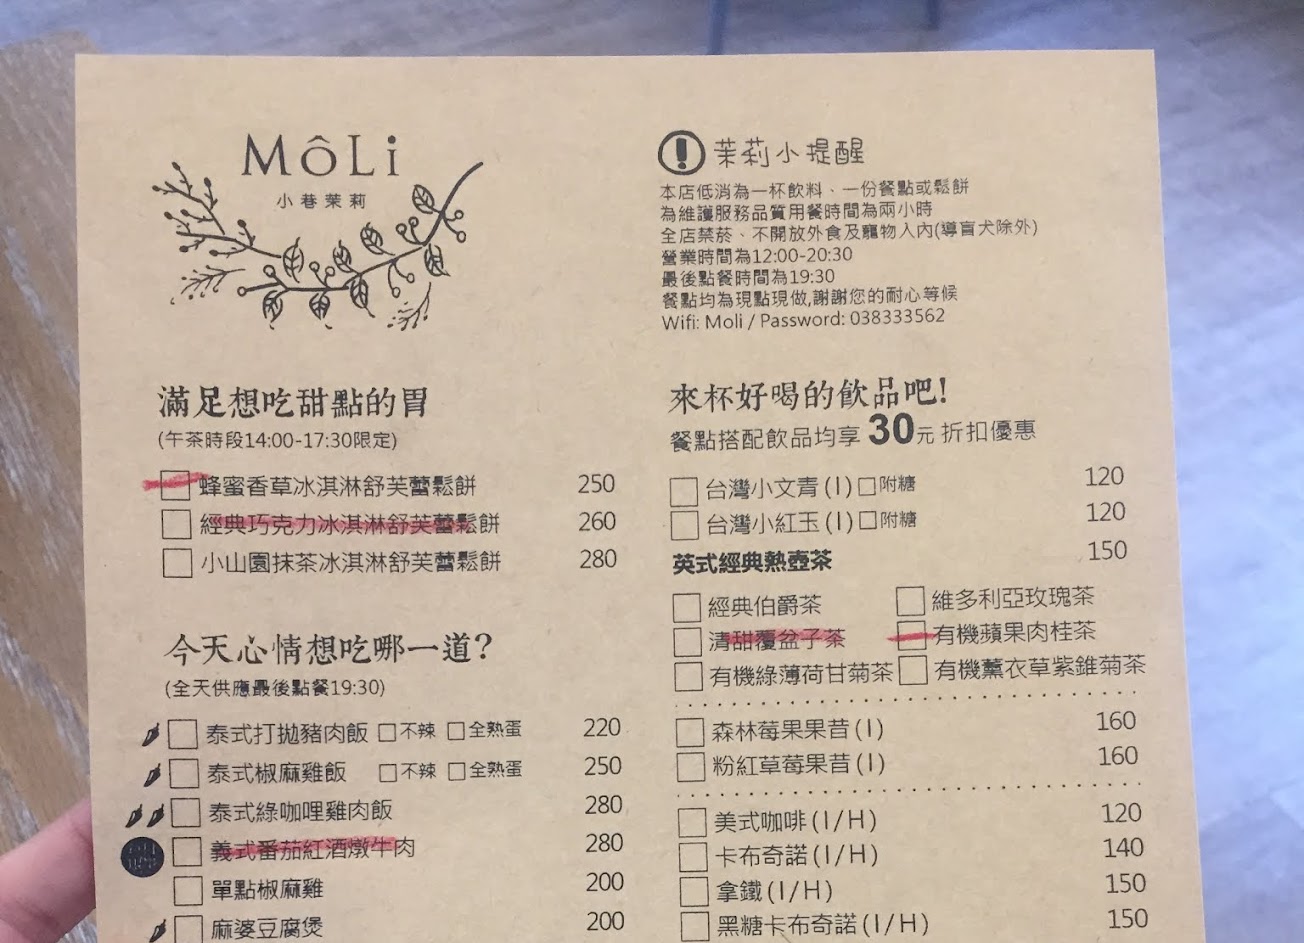 MôLi
小巷茉莉
! 茉莉小提醒
本店低消為一杯飲料、一份餐點或鬆餅
為維護服務品質用餐時間為兩小時
全店禁菸、不開放外食及寵物入內(導盲犬除外)
營業時間為12:00-20:30
最後點餐時間為19:30
餐點均為現點現做,謝謝您的耐心等候
Wifi: Moli / Password: 038333562
滿足想吃甜點的胃
(午茶時段14:00-17:30限定)
蜂蜜香草冰淇淋舒芙蕾鬆餅 250
經典巧克力冰淇淋舒芙蕾鬆餅 260
小山園抹茶冰淇淋舒芙蕾鬆餅 280
今天心情想吃哪一道?
(全天供應最後點餐19:30)
泰式打拋豬肉飯 不辣 全熟蛋 220
泰式椒麻雞飯 不辣 全熟蛋 250
泰式綠咖哩雞肉飯 280
義式番茄紅酒燉牛肉 280
單點椒麻雞 200
麻婆豆腐煲 200
來杯好喝的飲品吧!
餐點搭配飲品均享 30元 折扣優惠
台灣小文青(I) 附糖 120
台灣小紅玉(I) 附糖 120
英式經典熱壺茶 150
經典伯爵茶 維多利亞玫瑰茶
清甜覆盆子茶 有機蘋果肉桂茶
有機綠薄荷甘菊茶 有機薰衣草紫錐菊茶
森林莓果果昔(I) 160
粉紅草莓果昔(I) 160
美式咖啡(I/H) 120
卡布奇諾(I/H) 140
拿鐵(I/H) 150
黑糖卡布奇諾(I/H) 150